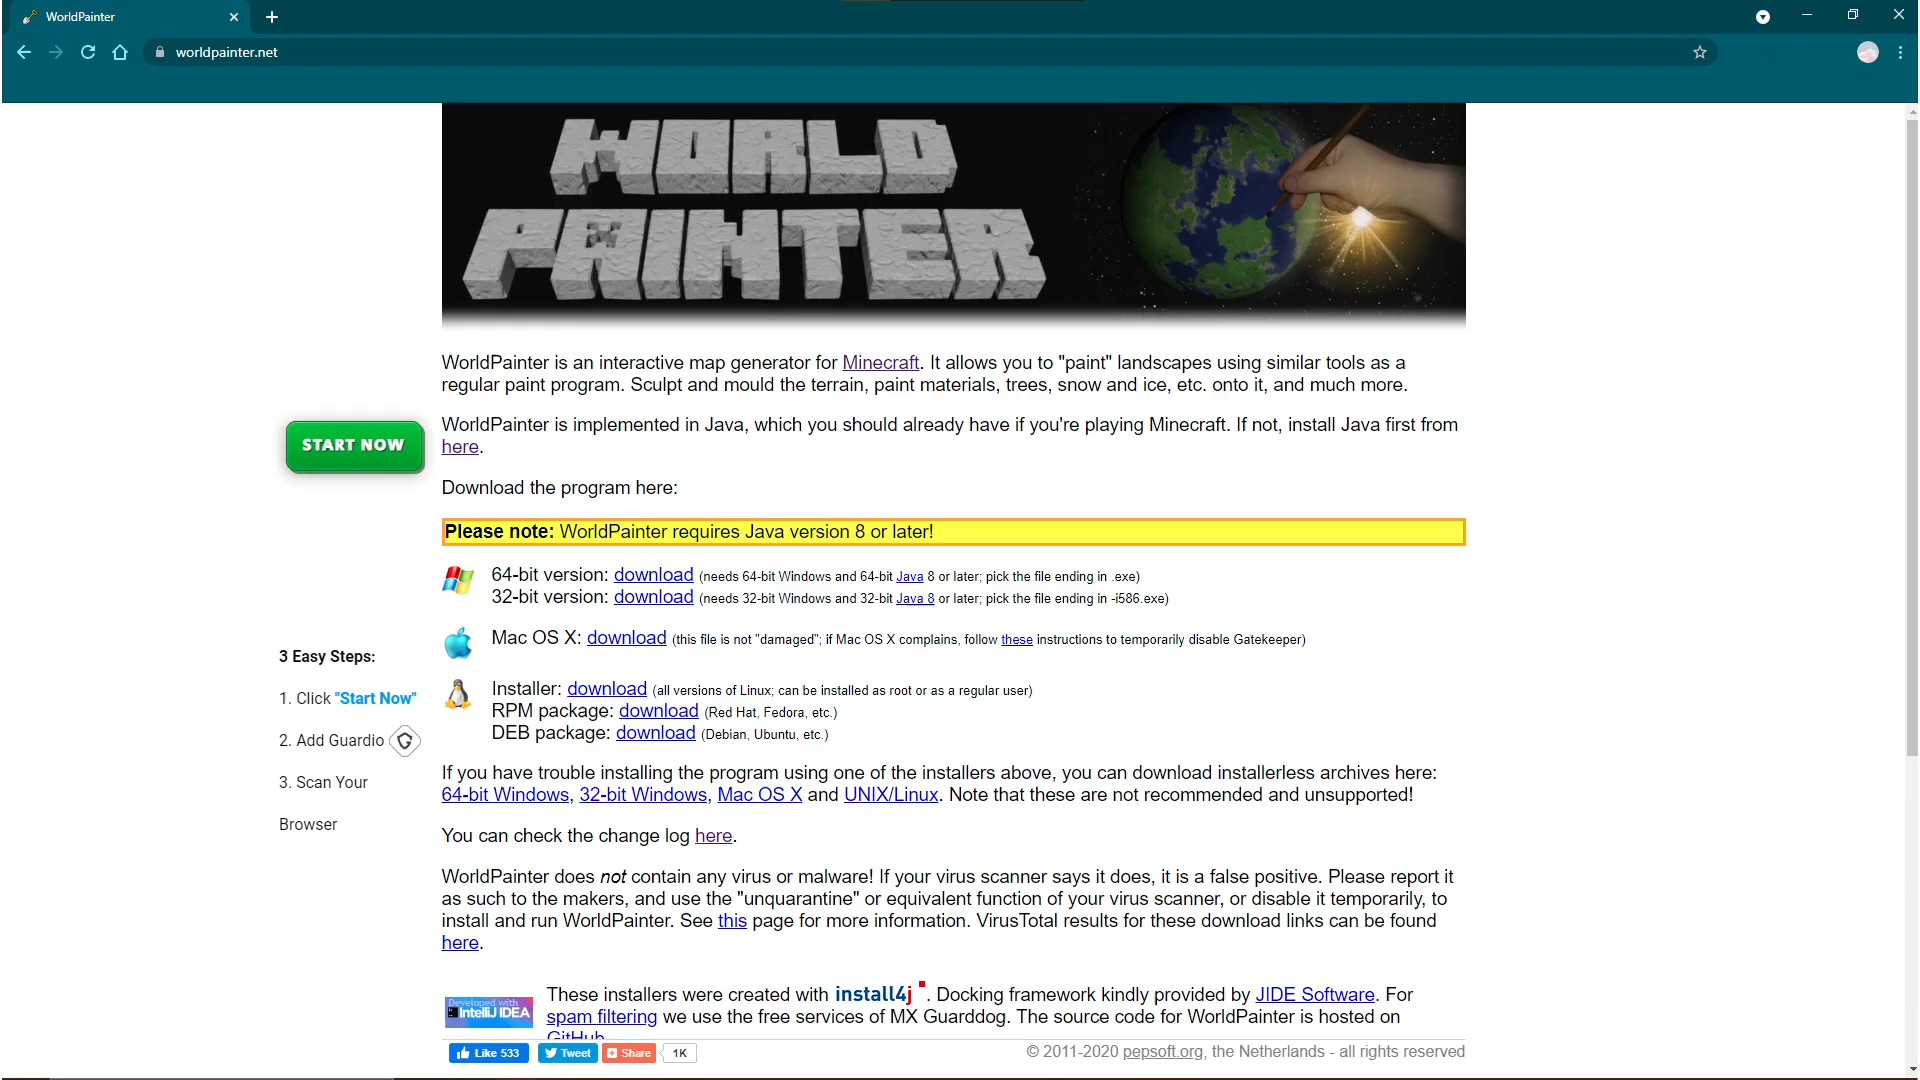 WorldPainter
worldpainter.net
WORLD
PAINTER
WorldPainter is an interactive map generator for Minecraft. It allows you to "paint" landscapes using similar tools as a
regular paint program. Sculpt and mould the terrain, paint materials, trees, snow and ice, etc. onto it, and much more.
WorldPainter is implemented in Java, which you should already have if you're playing Minecraft. If not, install Java first from
here.
START NOW
Download the program here:
Please note: WorldPainter requires Java version 8 or later!
64-bit version: download (needs 64-bit Windows and 64-bit Java 8 or later; pick the file ending in .exe)
32-bit version: download (needs 32-bit Windows and 32-bit Java 8 or later; pick the file ending in -i586.exe)
Mac OS X: download (this file is not "damaged"; if Mac OS X complains, follow these instructions to temporarily disable Gatekeeper)
Installer: download (all versions of Linux; can be installed as root or as a regular user)
RPM package: download (Red Hat, Fedora, etc.)
DEB package: download (Debian, Ubuntu, etc.)
3 Easy Steps:
1. Click "Start Now"
2. Add Guardio
3. Scan Your
Browser
If you have trouble installing the program using one of the installers above, you can download installerless archives here:
64-bit Windows, 32-bit Windows, Mac OS X and UNIX/Linux. Note that these are not recommended and unsupported!
You can check the change log here.
WorldPainter does not contain any virus or malware! If your virus scanner says it does, it is a false positive. Please report it
as such to the makers, and use the "unquarantine" or equivalent function of your virus scanner, or disable it temporarily, to
install and run WorldPainter. See this page for more information. VirusTotal results for these download links can be found
here.
Developed with
IntelliJ IDEA
These installers were created with install4j. Docking framework kindly provided by JIDE Software. For
spam filtering we use the free services of MX Guarddog. The source code for WorldPainter is hosted on
GitHub
Like 533 Tweet Share 1K
© 2011-2020 pepsoft.org, the Netherlands - all rights reserved